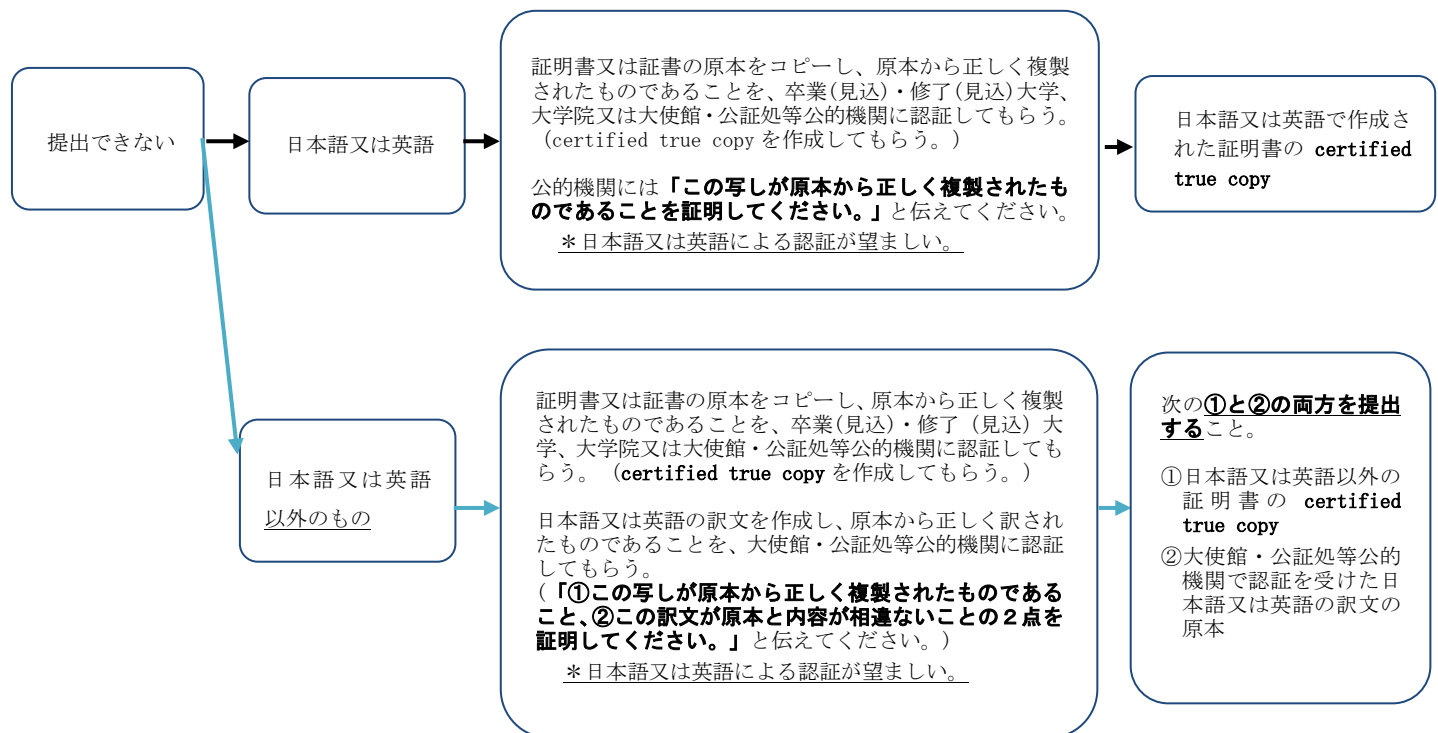 提出できない
日本語又は英語
証明書又は証書の原本をコピーし、原本から正しく複製
されたものであることを、卒業(見込)・修了(見込)大学、
大学院又は大使館・公証処等公的機関に認証してもらう。
（certified true copy を作成してもらう。）
公的機関には「この写しが原本から正しく複製されたも
のであることを証明してください。」と伝えてください。
＊日本語又は英語による認証が望ましい。
日本語又は英語で作成さ
れた証明書の certified
true copy
日本語又は英語
以外のもの
証明書又は証書の原本をコピーし、原本から正しく複製
されたものであることを、卒業(見込)・修了（見込）大
学、大学院又は大使館・公証処等公的機関に認証しても
らう。（certified true copy を作成してもらう。）
日本語又は英語の訳文を作成し、原本から正しく訳され
たものであることを、大使館・公証処等公的機関に認証
してもらう。
（「①この写しが原本から正しく複製されたものである
こと、②この訳文が原本と内容が相違ないことの２点を
証明してください。」と伝えてください。）
＊日本語又は英語による認証が望ましい。
次の①と②の両方を提出
すること。
①日本語又は英語以外の
証明書の certified
true copy
②大使館・公証処等公的
機関で認証を受けた日
本語又は英語の訳文の
原本